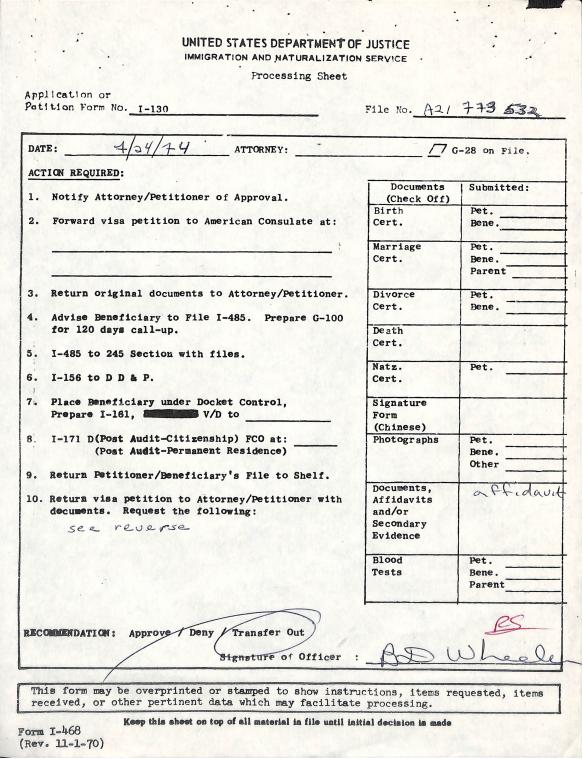 UNITED STATES DEPARTMENT OF JUSTICE
IMMIGRATION AND NATURALIZATION SERVICE
Processing Sheet
Application or
Petition Form No. I-130
File No. A21 773 532
DATE: 4/24/74 ATTORNEY: G-28 on File.
ACTION REQUIRED:
1. Notify Attorney/Petitioner of Approval.
2. Forward visa petition to American Consulate at:
3. Return original documents to Attorney/Petitioner.
4. Advise Beneficiary to File I-485. Prepare G-100
for 120 days call-up.
5. I-485 to 245 Section with files.
6. I-156 to D D & P.
7. Place Beneficiary under Docket Control,
Prepare I-161, V/D to
8. I-171 D(Post Audit-Citizenship) FCO at:
(Post Audit-Permanent Residence)
9. Return Petitioner/Beneficiary's File to Shelf.
10. Return visa petition to Attorney/Petitioner with
documents. Request the following:
see reverse
Documents Submitted:
(Check Off)
Birth Pet.
Cert. Bene.
Marriage Pet.
Cert. Bene.
Parent
Divorce Pet.
Cert. Bene.
Death
Cert.
Natz. Pet.
Cert.
Signature
Form
(Chinese)
Photographs Pet.
Bene.
Other
Documents, affidavit
Affidavits
and/or
Secondary
Evidence
Blood Pet.
Tests Bene.
Parent
RS
RECOMMENDATION: Approve / Deny / Transfer Out
Signature of Officer : Bob Wheeler
This form may be overprinted or stamped to show instructions, items requested, items
received, or other pertinent data which may facilitate processing.
Keep this sheet on top of all material in file until initial decision is made
Form I-468
(Rev. 11-1-70)